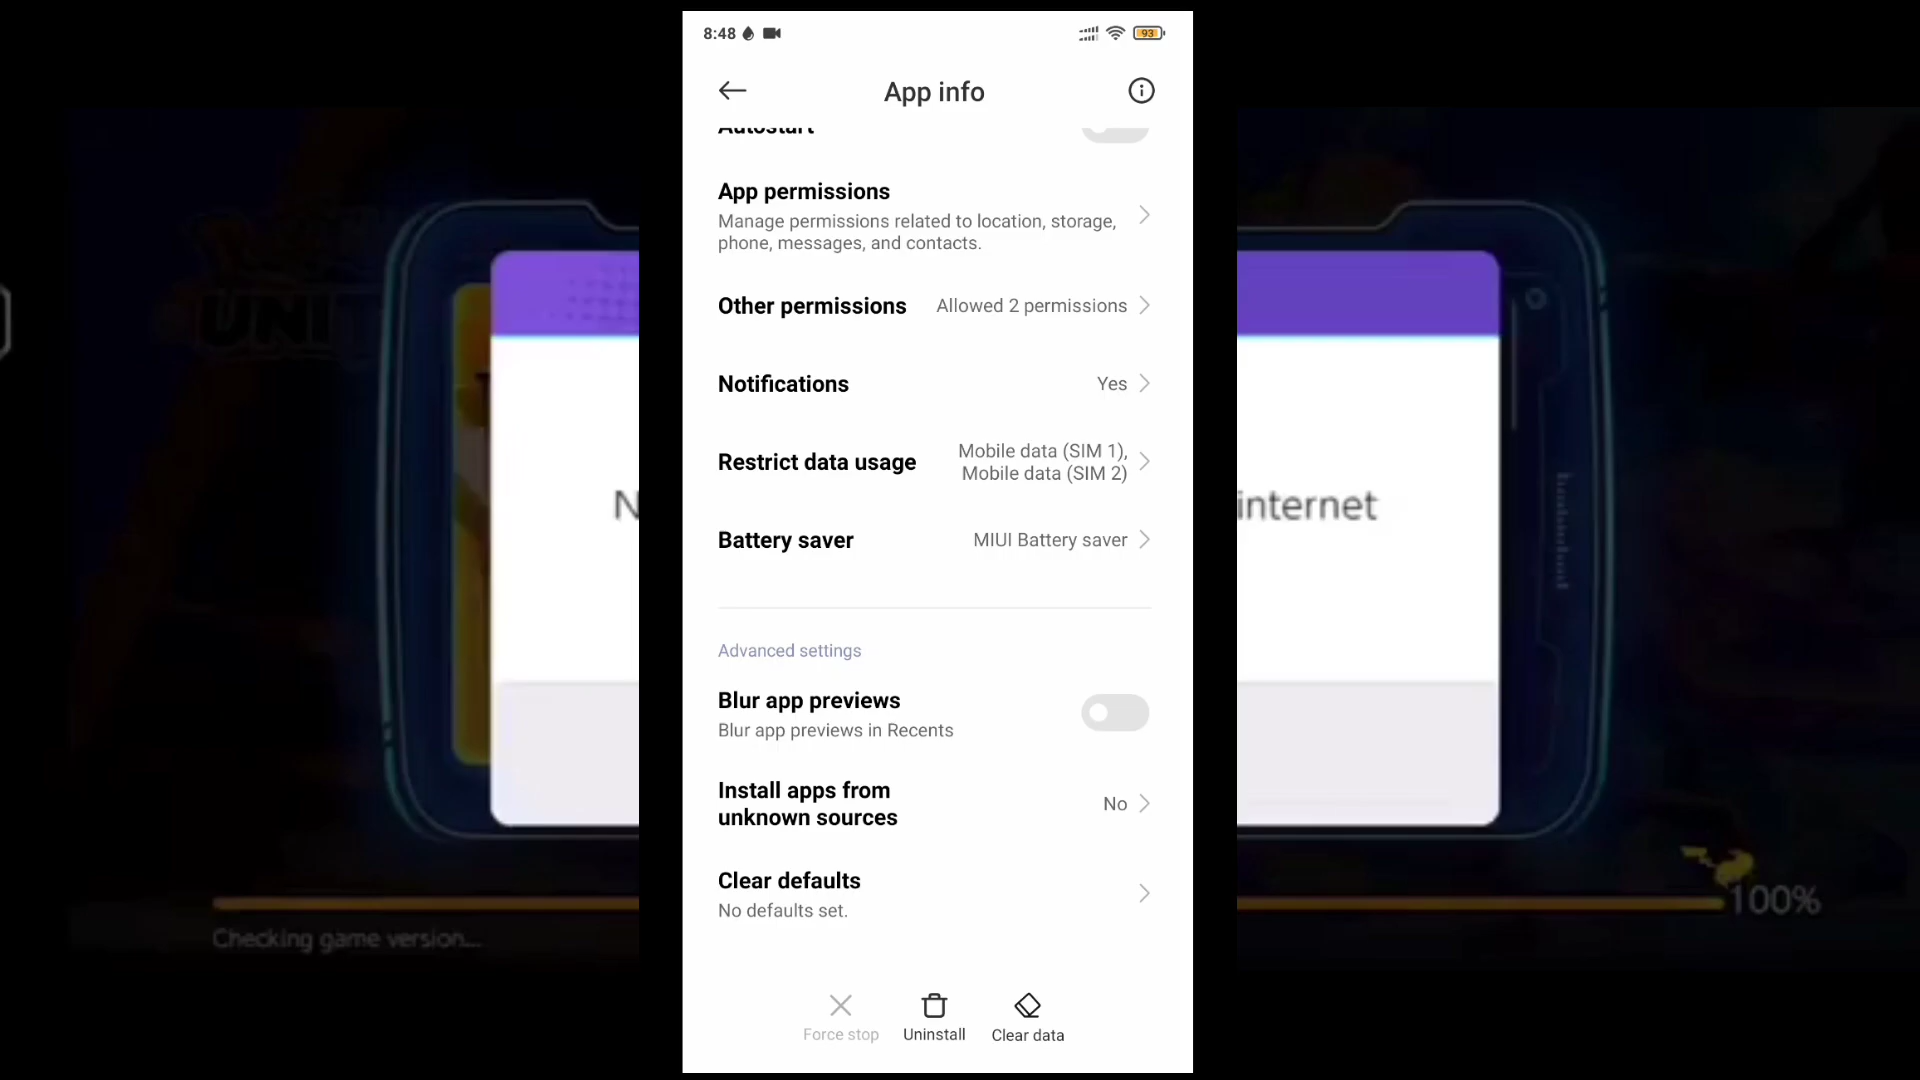 8:48
93
App info
Autostart
App permissions
Manage permissions related to location, storage,
phone, messages, and contacts.
Other permissions
Allowed 2 permissions
Notifications
Yes
Restrict data usage
Mobile data (SIM 1),
Mobile data (SIM 2)
Battery saver
MIUI Battery saver
Advanced settings
Blur app previews
Blur app previews in Recents
Install apps from
unknown sources
No
Clear defaults
No defaults set.
Force stop
Uninstall
Clear data
UNI
N
internet
100%
Checking game version...